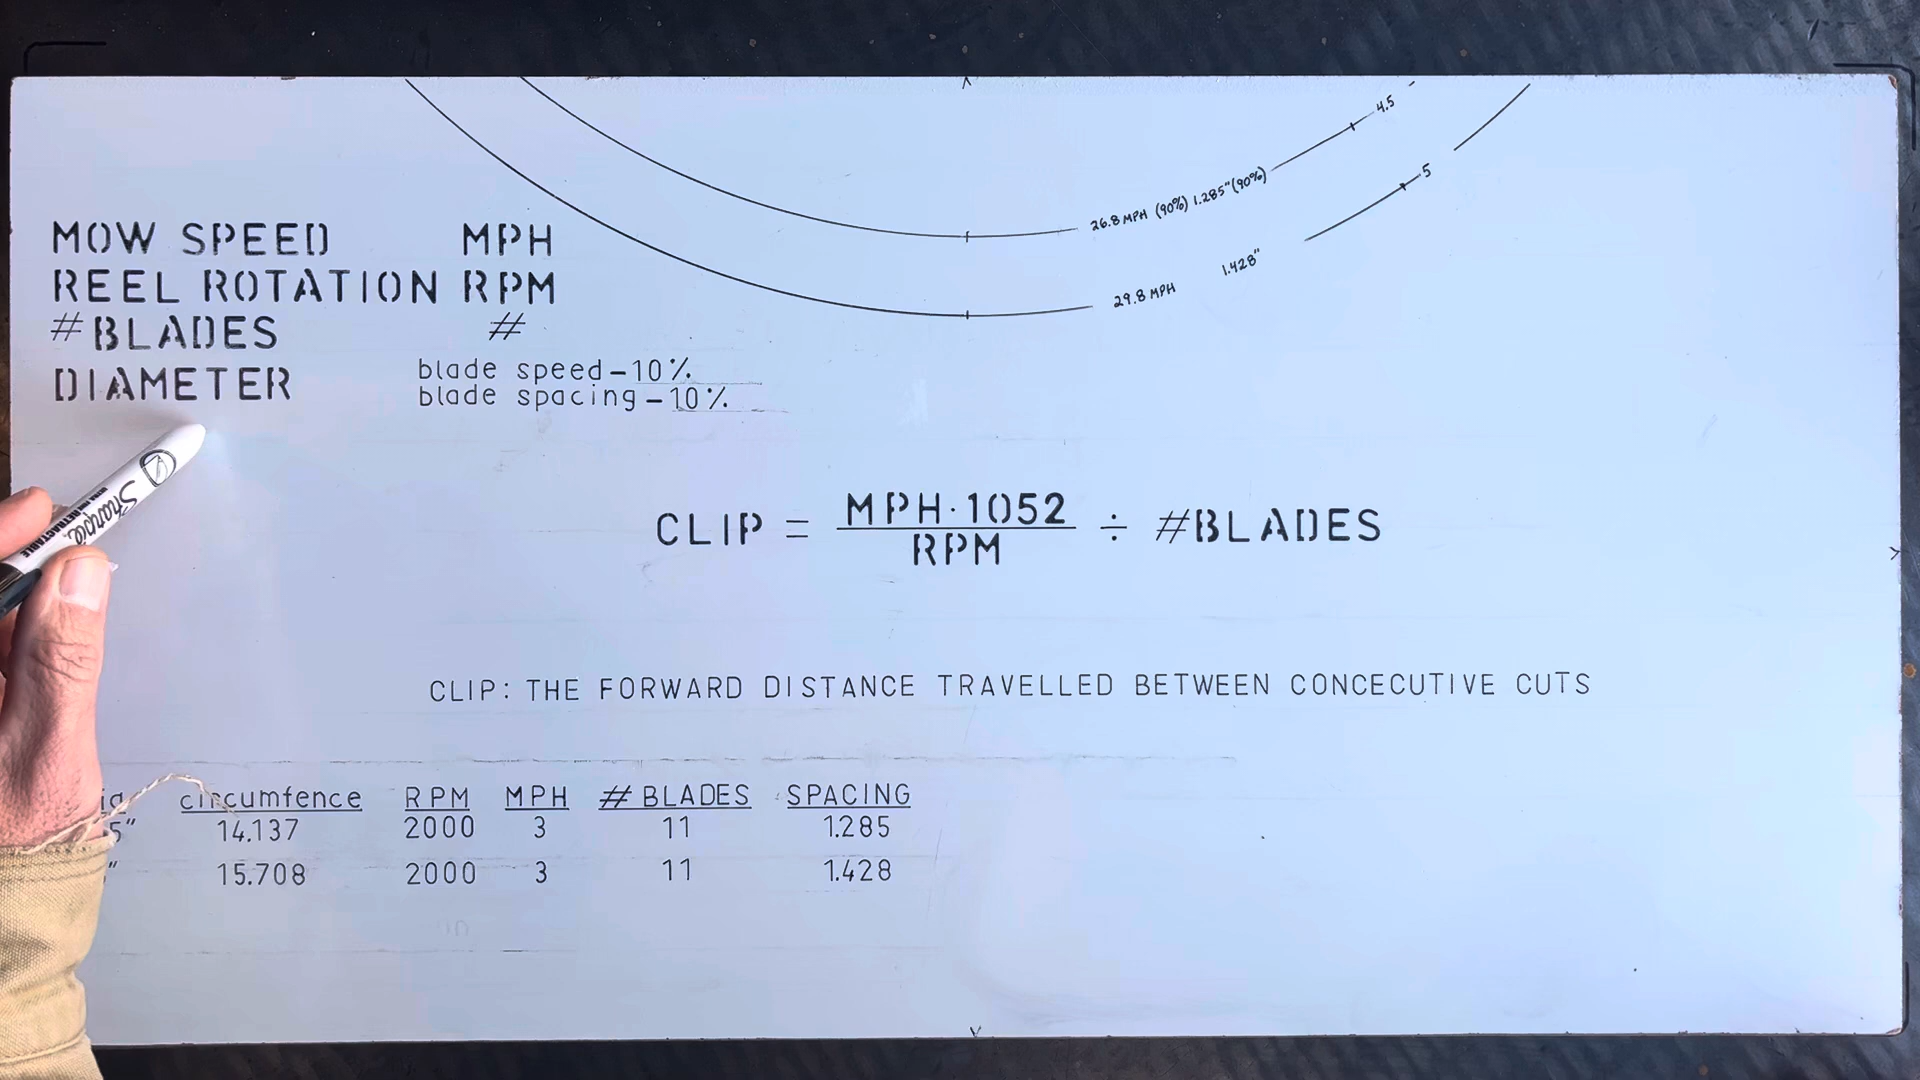 4.5
26.8 MPH (90%) 1.285"(90%)
5
1.428"
29.8 MPH
MOW SPEED MPH
REEL ROTATION RPM
#BLADES #
DIAMETER
blade speed-10%
blade spacing-10%
Sharpie
RETRACTABLE
CLIP = MPH·1052
RPM ÷ #BLADES
CLIP: THE FORWARD DISTANCE TRAVELLED BETWEEN CONCECUTIVE CUTS
circumfence RPM MPH # BLADES SPACING
5" 14.137 2000 3 11 1.285
" 15.708 2000 3 11 1.428